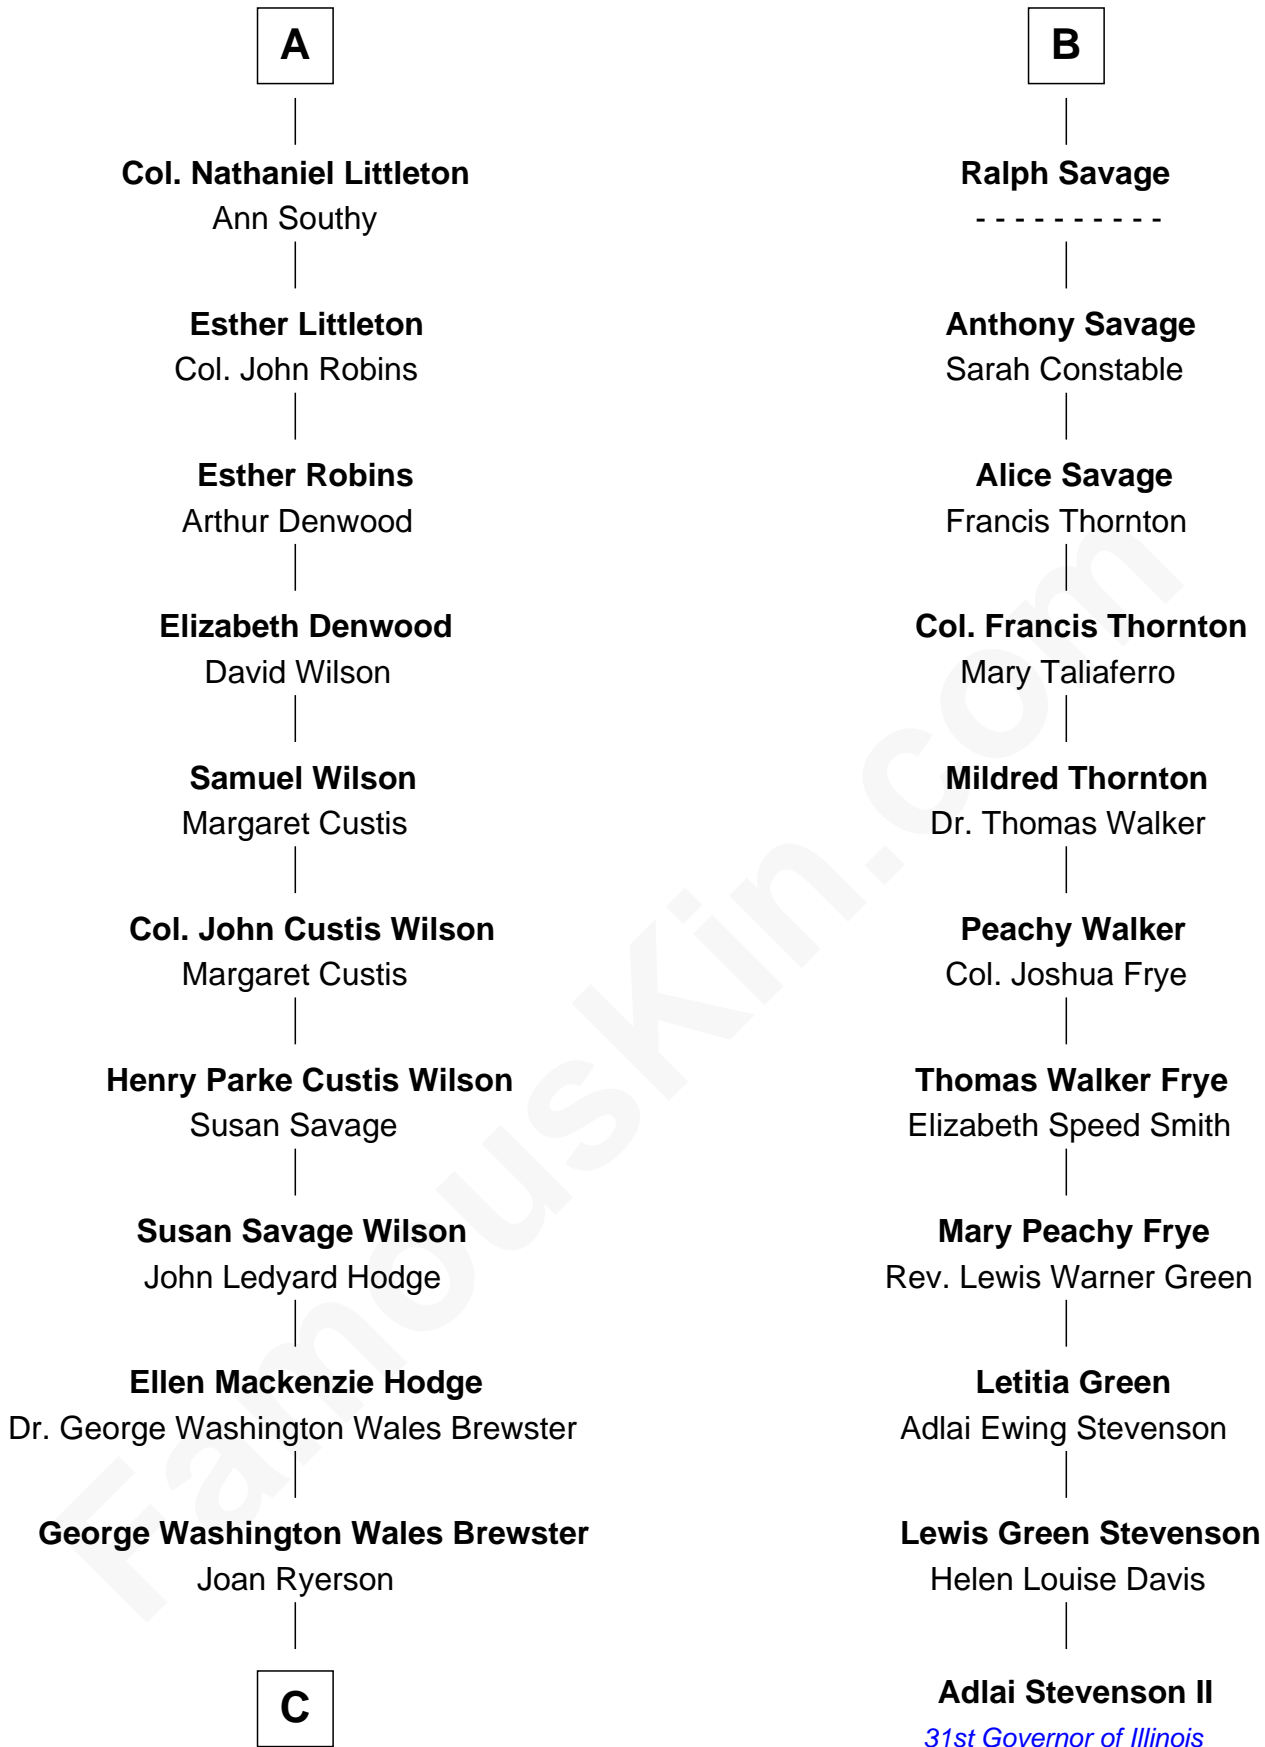 A
Col. Nathaniel Littleton
Ann Southy
Esther Littleton
Col. John Robins
Esther Robins
Arthur Denwood
Elizabeth Denwood
David Wilson
Samuel Wilson
Margaret Custis
Col. John Custis Wilson
Margaret Custis
Henry Parke Custis Wilson
Susan Savage
Susan Savage Wilson
John Ledyard Hodge
Ellen Mackenzie Hodge
Dr. George Washington Wales Brewster
George Washington Wales Brewster
Joan Ryerson
C
B
Ralph Savage
- - - - - - - - - -
Anthony Savage
Sarah Constable
Alice Savage
Francis Thornton
Col. Francis Thornton
Mary Taliaferro
Mildred Thornton
Dr. Thomas Walker
Peachy Walker
Col. Joshua Frye
Thomas Walker Frye
Elizabeth Speed Smith
Mary Peachy Frye
Rev. Lewis Warner Green
Letitia Green
Adlai Ewing Stevenson
Lewis Green Stevenson
Helen Louise Davis
Adlai Stevenson II
31st Governor of Illinois
FamousKin.com